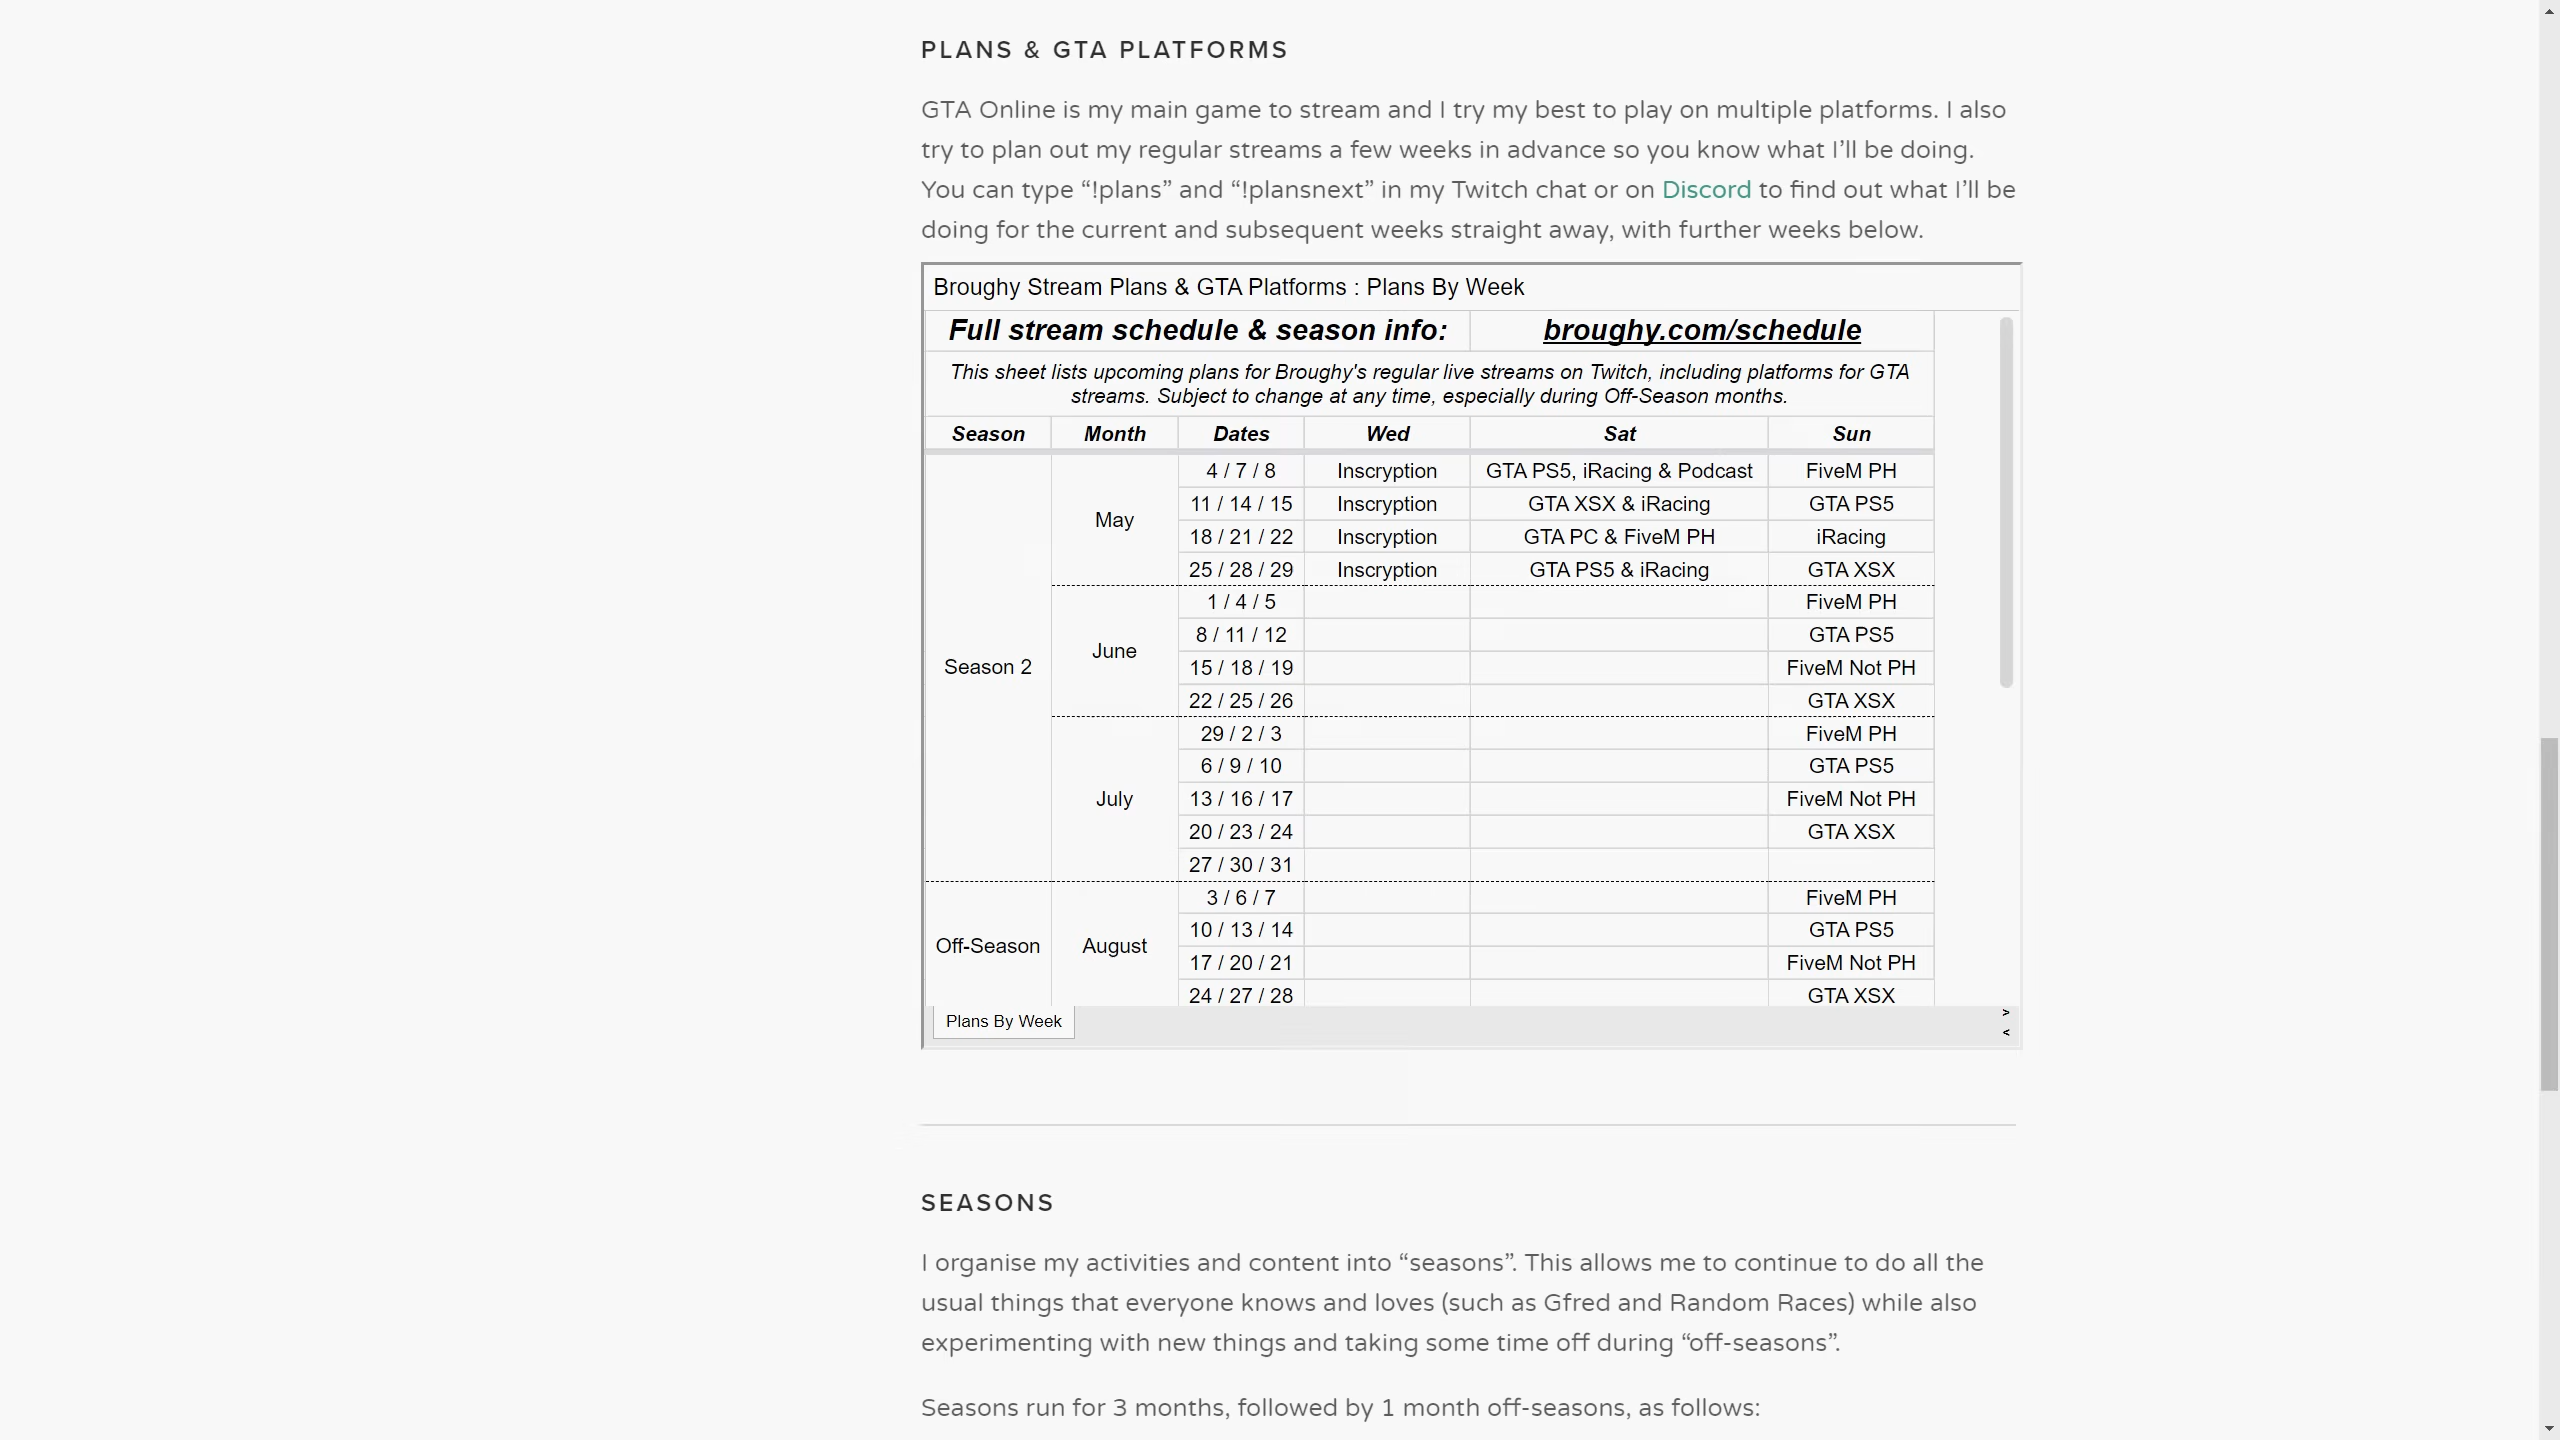 PLANS & GTA PLATFORMS
GTA Online is my main game to stream and I try my best to play on multiple platforms. I also
try to plan out my regular streams a few weeks in advance so you know what I’ll be doing.
You can type “!plans” and “!plansnext” in my Twitch chat or on Discord to find out what I’ll be
doing for the current and subsequent weeks straight away, with further weeks below.
Broughy Stream Plans & GTA Platforms : Plans By Week
Full stream schedule & season info: broughy.com/schedule
This sheet lists upcoming plans for Broughy's regular live streams on Twitch, including platforms for GTA
streams. Subject to change at any time, especially during Off-Season months.
Season Month Dates Wed Sat Sun
4 / 7 / 8 Inscryption GTA PS5, iRacing & Podcast FiveM PH
11 / 14 / 15 Inscryption GTA XSX & iRacing GTA PS5
May
18 / 21 / 22 Inscryption GTA PC & FiveM PH iRacing
25 / 28 / 29 Inscryption GTA PS5 & iRacing GTA XSX
1 / 4 / 5 FiveM PH
8 / 11 / 12 GTA PS5
June
Season 2 15 / 18 / 19 FiveM Not PH
22 / 25 / 26 GTA XSX
29 / 2 / 3 FiveM PH
6 / 9 / 10 GTA PS5
July 13 / 16 / 17 FiveM Not PH
20 / 23 / 24 GTA XSX
27 / 30 / 31
3 / 6 / 7 FiveM PH
10 / 13 / 14 GTA PS5
Off-Season August
17 / 20 / 21 FiveM Not PH
24 / 27 / 28 GTA XSX
Plans By Week
SEASONS
I organise my activities and content into “seasons”. This allows me to continue to do all the
usual things that everyone knows and loves (such as Gfred and Random Races) while also
experimenting with new things and taking some time off during “off-seasons”.
Seasons run for 3 months, followed by 1 month off-seasons, as follows: